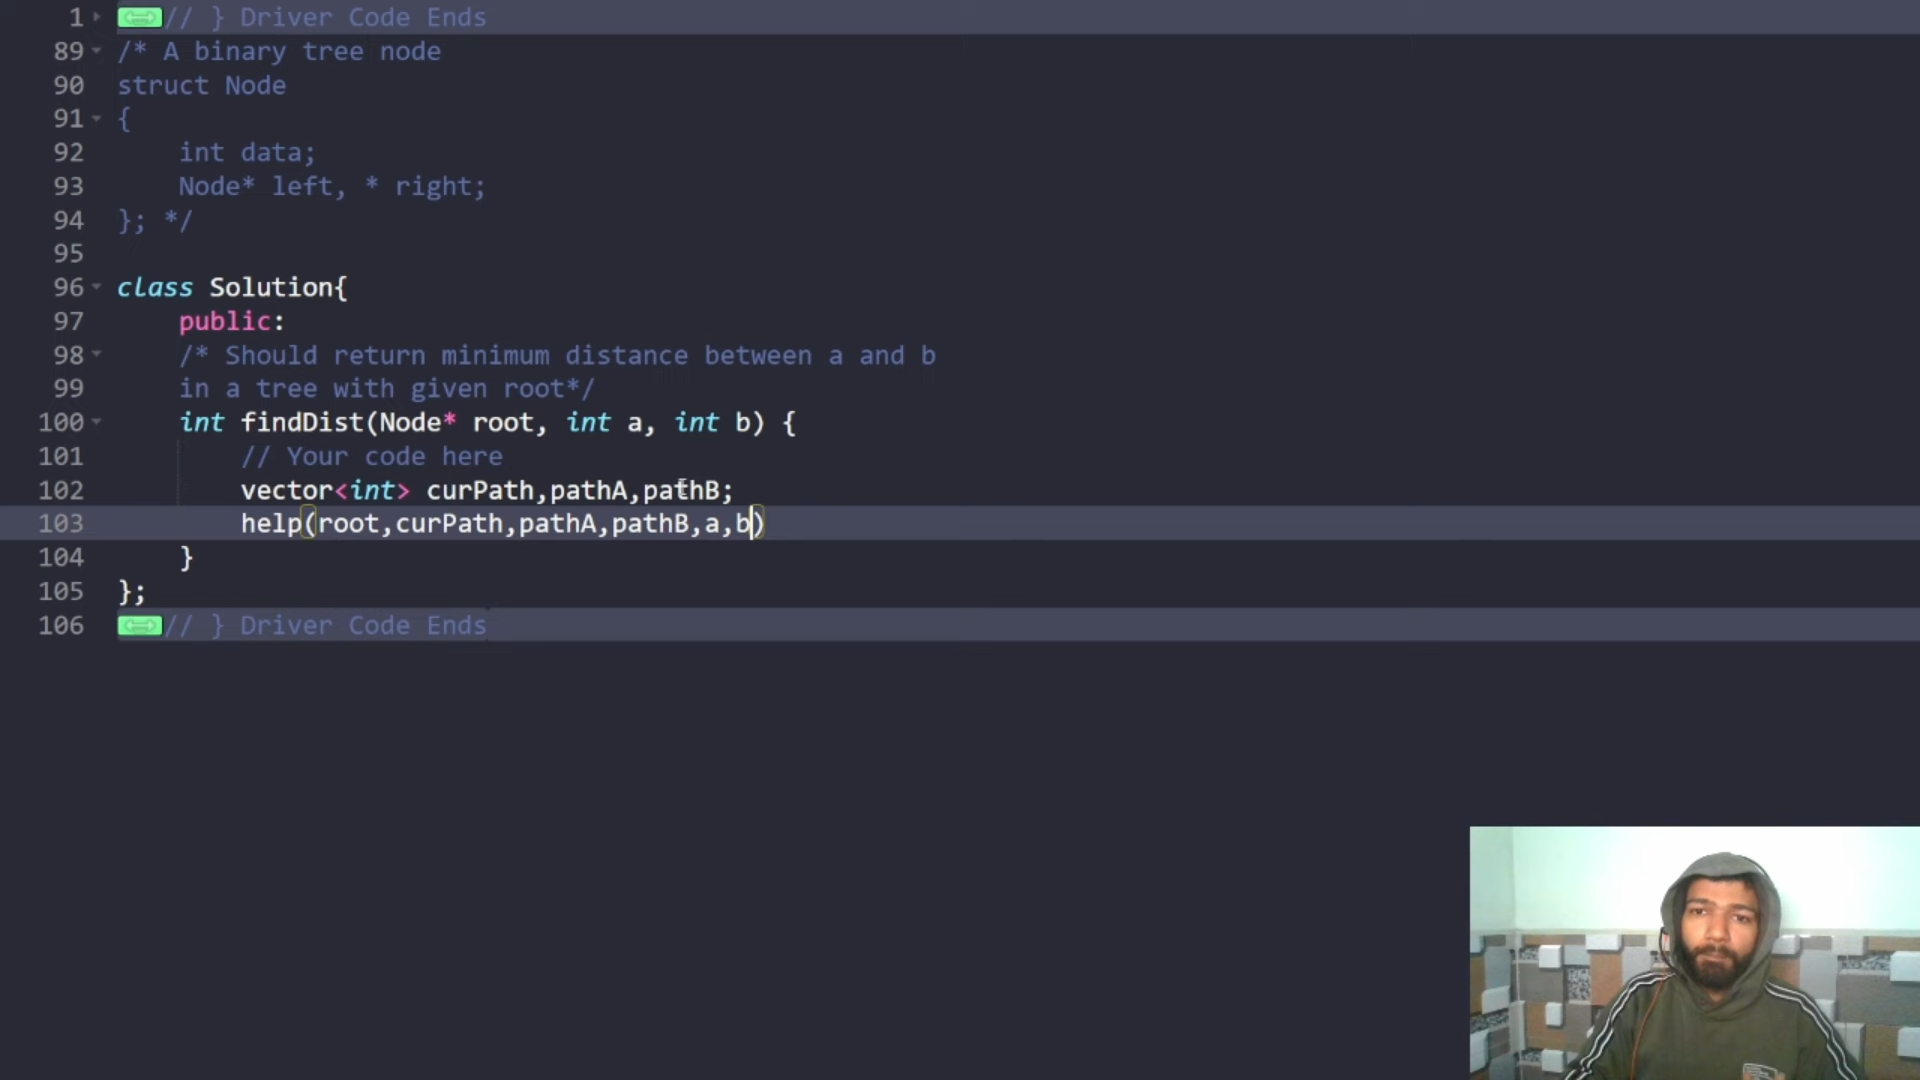 1 // } Driver Code Ends
89 /* A binary tree node
90 struct Node
91 {
92 int data;
93 Node* left, * right;
94 }; */
95
96 class Solution{
97 public:
98 /* Should return minimum distance between a and b
99 in a tree with given root*/
100 int findDist(Node* root, int a, int b) {
101 // Your code here
102 vector<int> curPath,pathA,pathB;
103 help(root,curPath,pathA,pathB,a,b)
104 }
105 };
106 // } Driver Code Ends